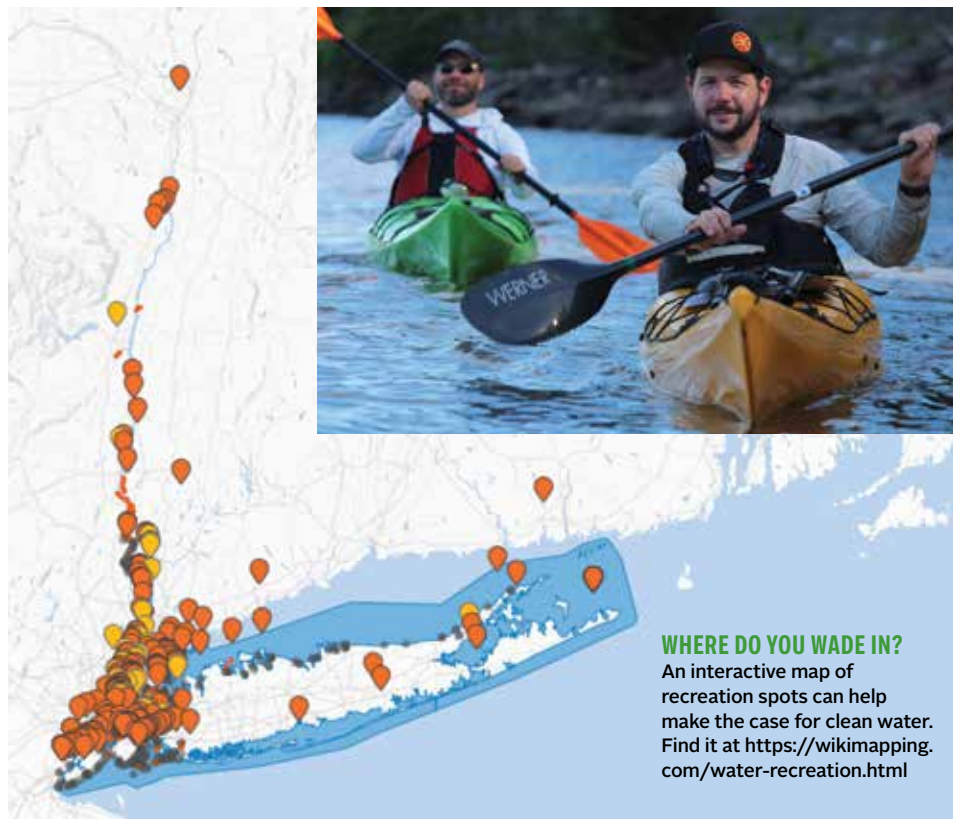 WERNER
WHERE DO YOU WADE IN?
An interactive map of
recreation spots can help
make the case for clean water.
Find it at https://wikimapping.
com/water-recreation.html